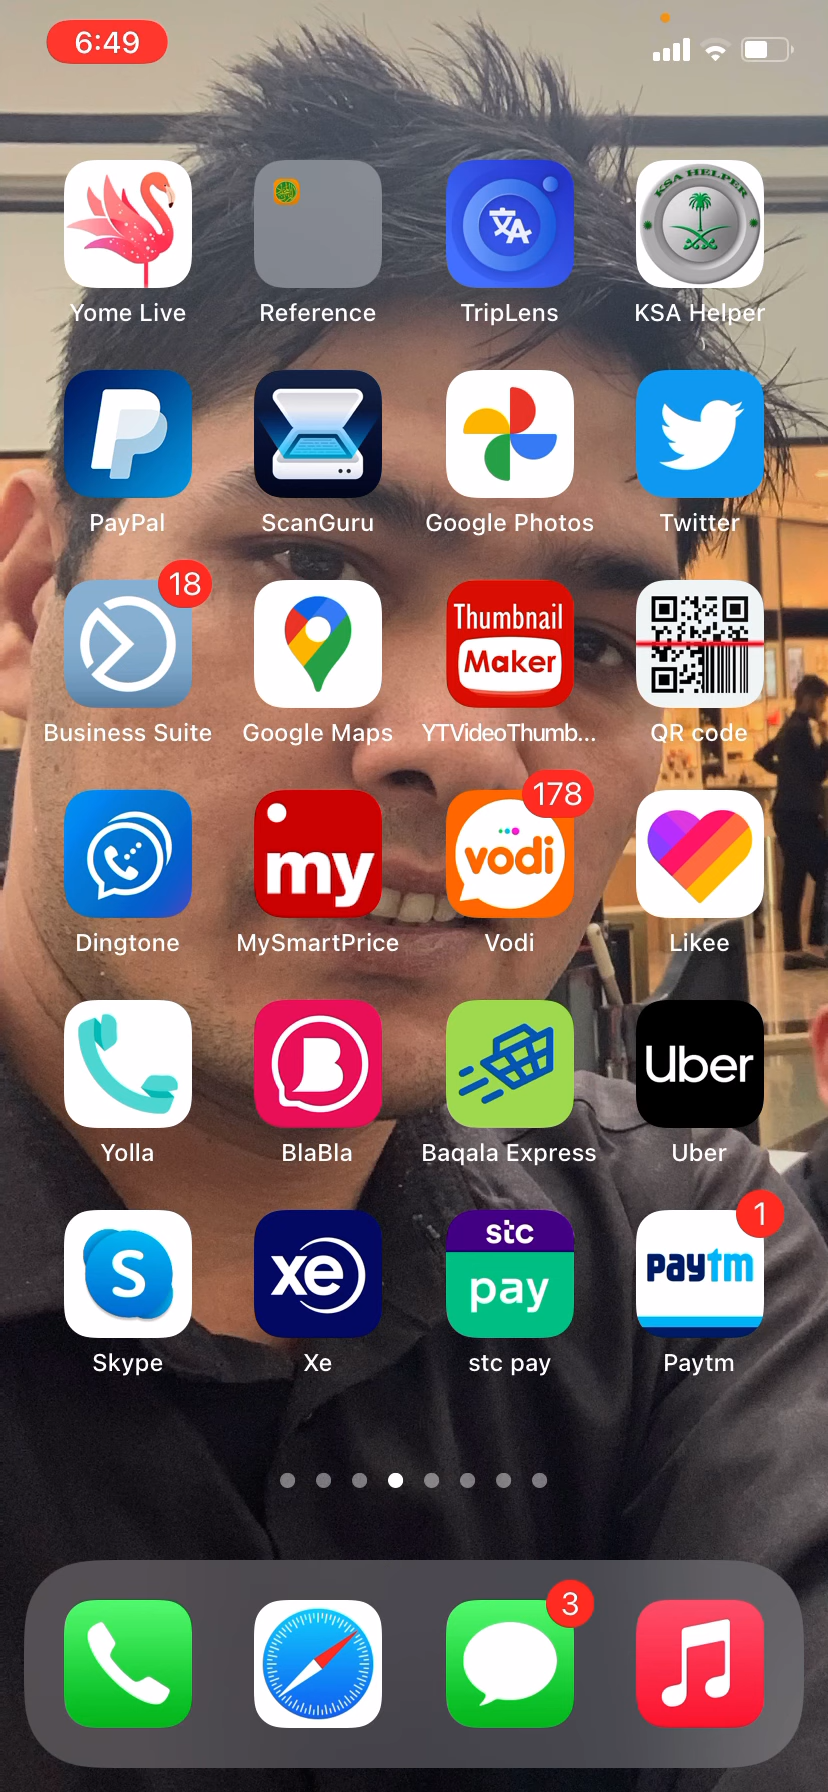 6:49
KSA HELPER
Yome Live
Reference
TripLens
KSA Helper
PayPal
ScanGuru
Google Photos
Twitter
18
Thumbnail
Maker
Business Suite
Google Maps
YTVideoThumb...
QR code
178
my
vodi
Dingtone
MySmartPrice
Vodi
Likee
B
Uber
Yolla
BlaBla
Baqala Express
Uber
1
S
xe
stc
pay
paytm
Skype
Xe
stc pay
Paytm
3